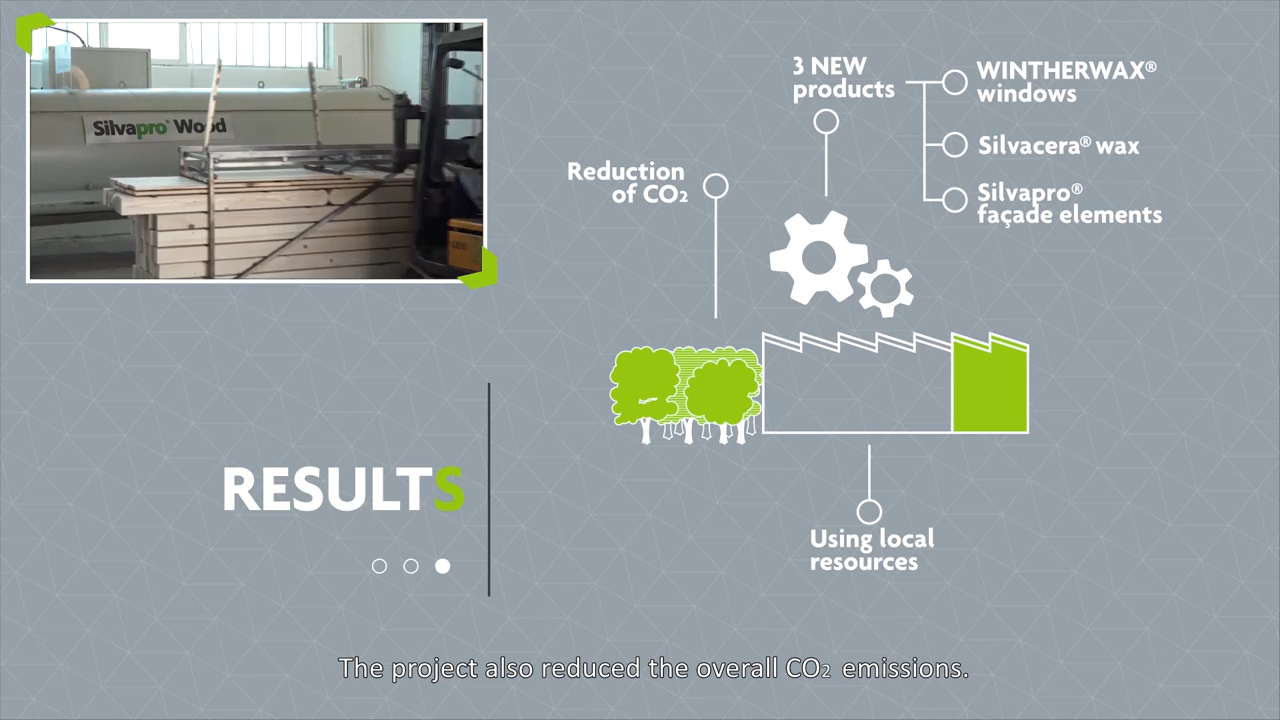 Silvapro® Wood
3 NEW
products
WINTHERWAX®
windows
Silvacera® wax
Silvapro®
façade elements
Reduction
of CO₂
RESULTS
Using local
resources
The project also reduced the overall CO₂ emissions.